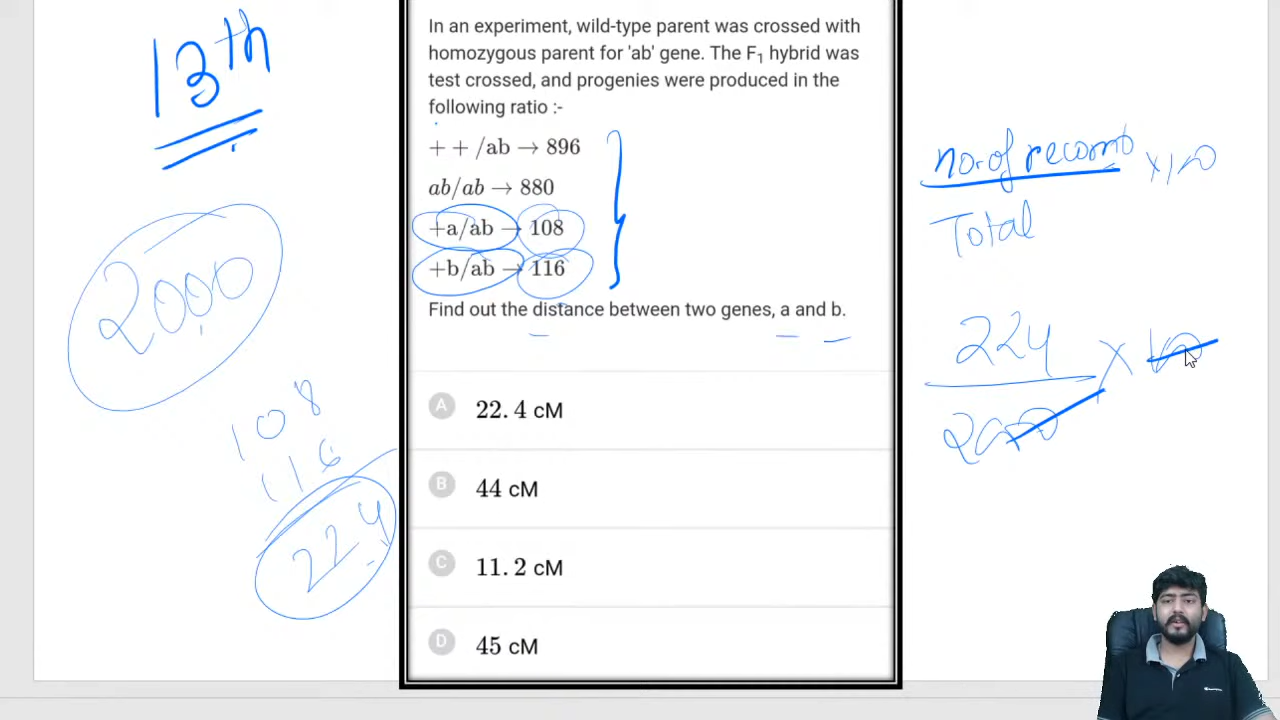 13th
2000
108
116
224
In an experiment, wild-type parent was crossed with
homozygous parent for 'ab' gene. The F₁ hybrid was
test crossed, and progenies were produced in the
following ratio :-
+ +/ab → 896
ab/ab → 880
+a/ab → 108
+b/ab → 116
Find out the distance between two genes, a and b.
A 22.4 cM
B 44 cM
C 11.2 cM
D 45 cM
no. of recomb x100
Total
224 x 100
2000